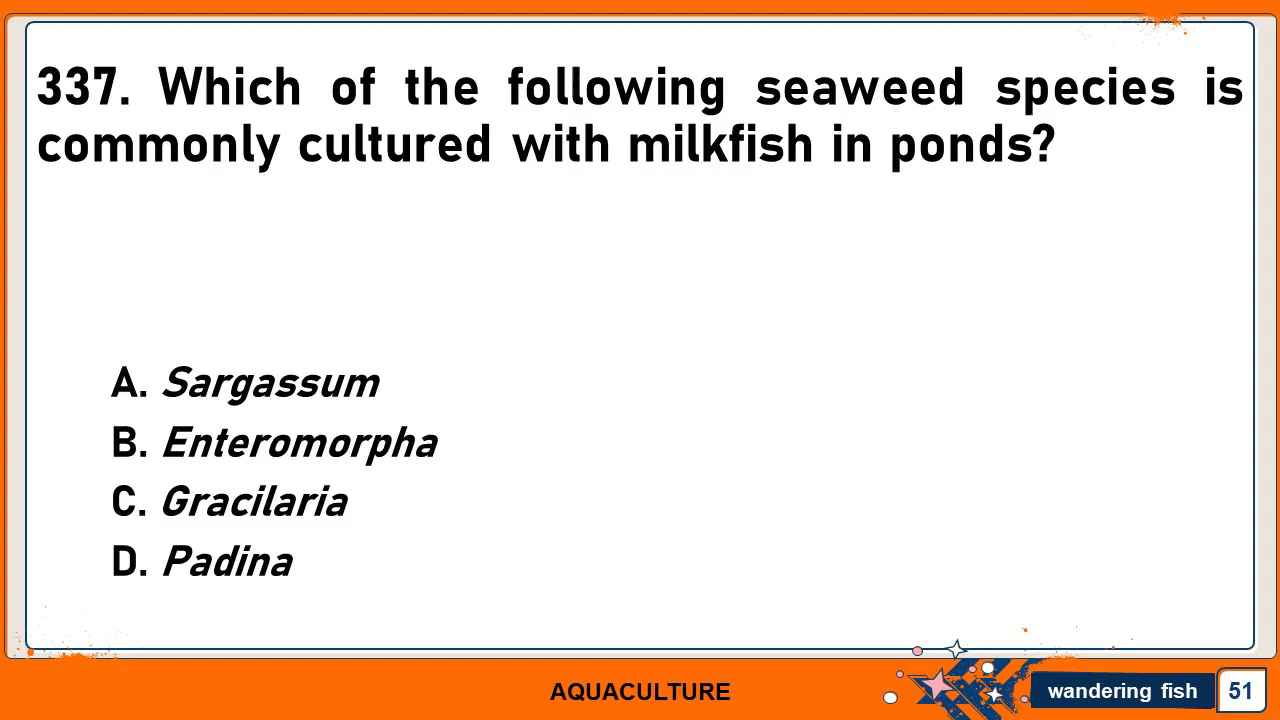 337. Which of the following seaweed species is
commonly cultured with milkfish in ponds?
A. Sargassum
B. Enteromorpha
C. Gracilaria
D. Padina
AQUACULTURE
wandering fish
51